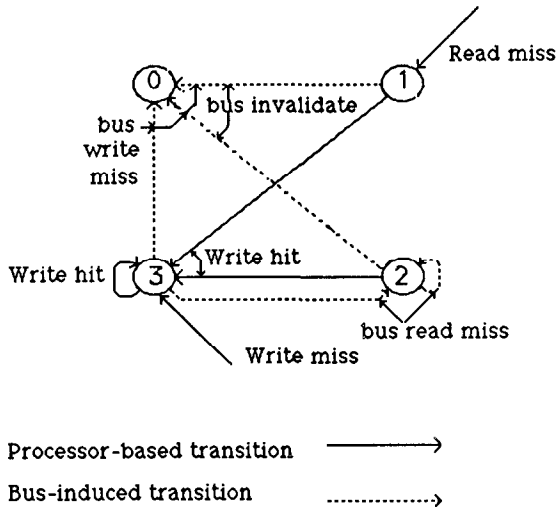 0
1
Read miss
bus invalidate
bus
write
miss
Write hit
Write hit
3
2
bus read miss
Write miss
Processor-based transition
Bus-induced transition